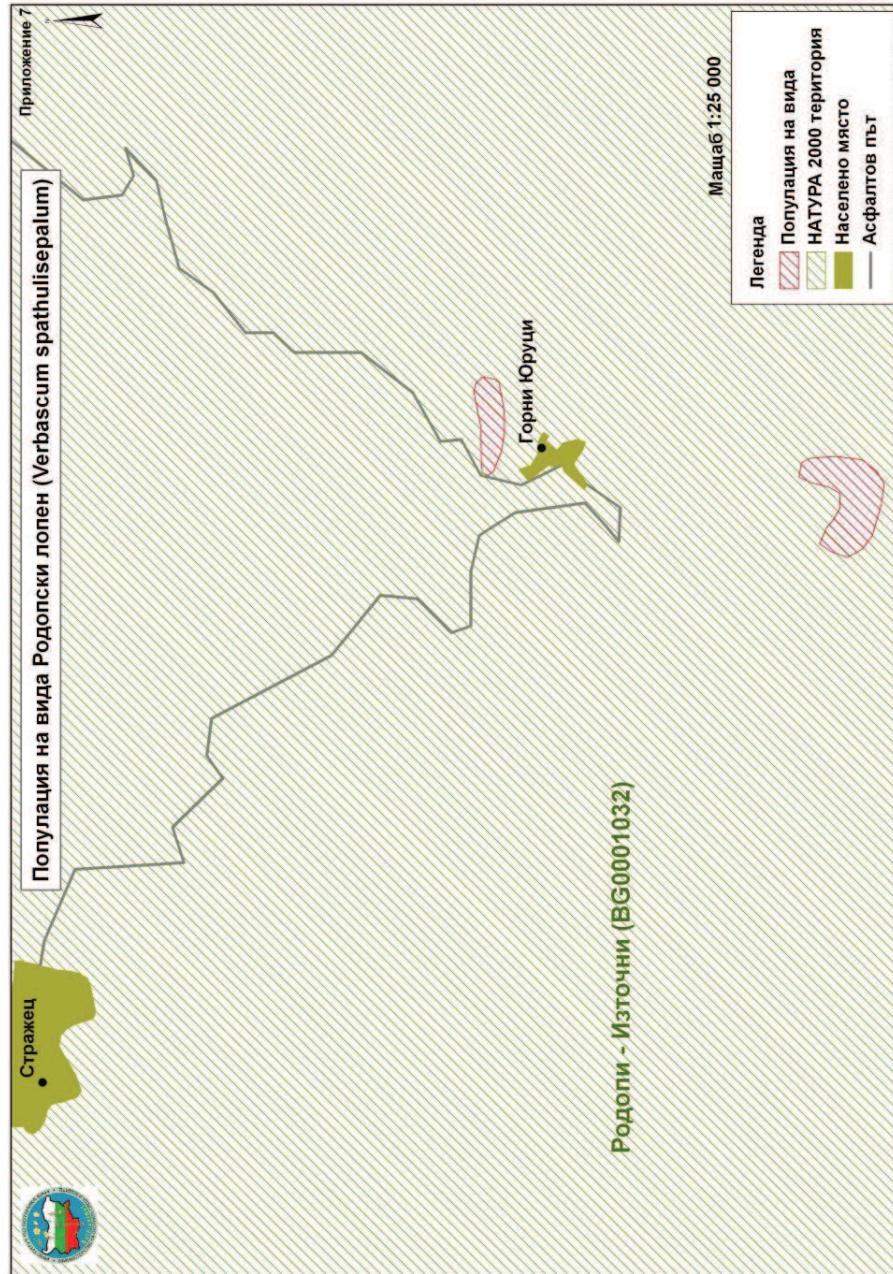 Приложение 7
N
Популация на вида Родопски лопен (Verbascum spathulisepalum)
Стражец
Горни Юруци
Родопи - Източни (BG0001032)
Мащаб 1:25 000
Легенда
Популация на вида
НАТУРА 2000 територия
Населено място
Асфалтов път